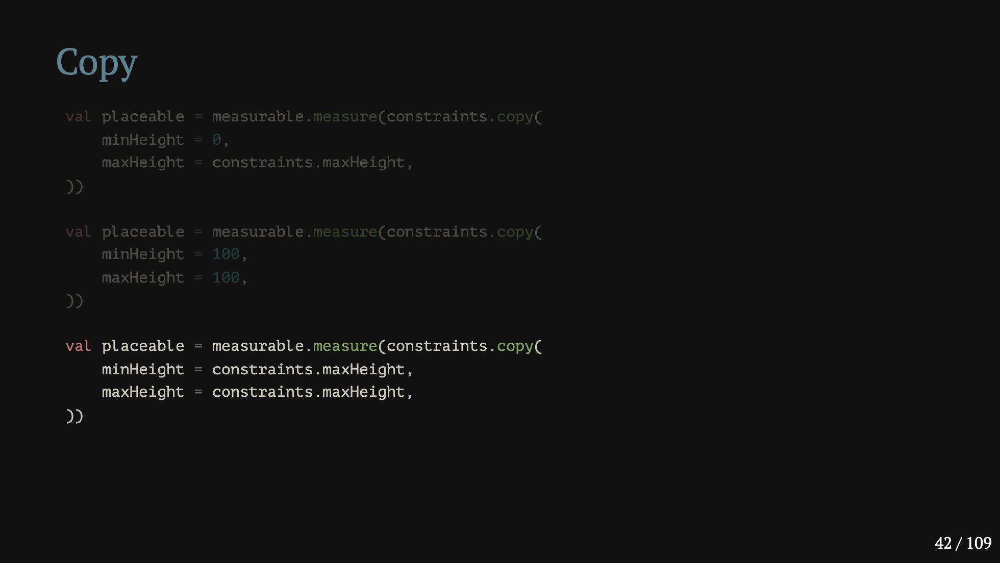 Copy
val placeable = measurable.measure(constraints.copy(
    minHeight = 0,
    maxHeight = constraints.maxHeight,
))
val placeable = measurable.measure(constraints.copy(
    minHeight = 100,
    maxHeight = 100,
))
val placeable = measurable.measure(constraints.copy(
    minHeight = constraints.maxHeight,
    maxHeight = constraints.maxHeight,
))
42 / 109